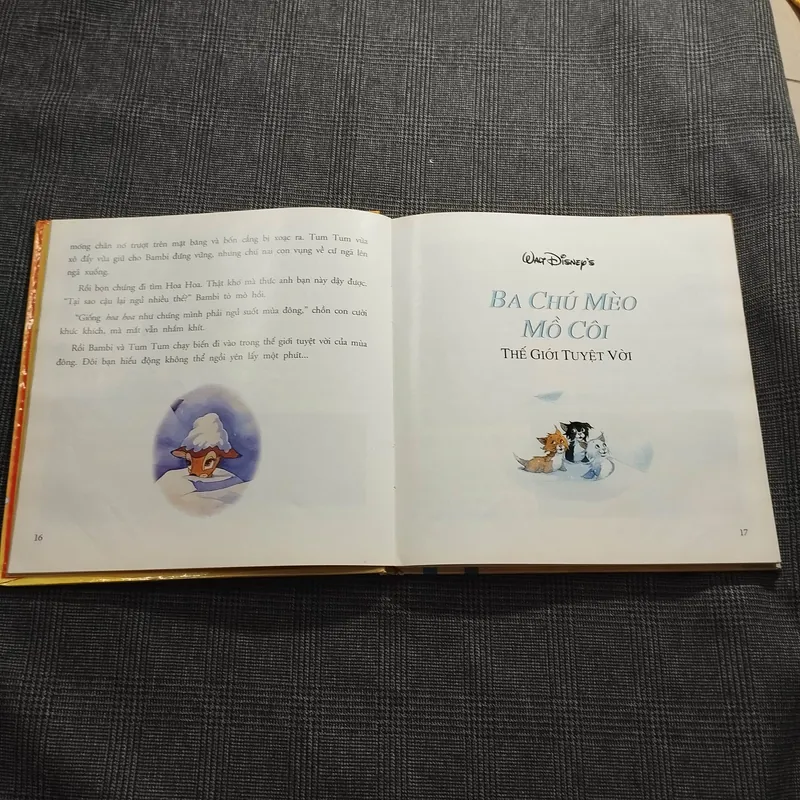 móng chân nó trượt trên mặt băng và bốn cẳng bị xoạc ra. Tum Tum vừa
xô đẩy vừa giữ cho Bambi đứng vững, nhưng chú nai con vụng về cứ ngã lên
ngã xuống.
Rồi bọn chúng đi tìm Hoa Hoa. Thật khó mà thức anh bạn này dậy được.
"Tại sao cậu lại ngủ nhiều thế?" Bambi tò mò hỏi.
"Giống hoa hoa như chúng mình phải ngủ suốt mùa đông," chồn con cười
khúc khích, mà mắt vẫn nhắm khít.
Rồi Bambi và Tum Tum chạy biến đi vào trong thế giới tuyệt vời của mùa
đông. Đôi bạn hiếu động không thể ngồi yên lấy một phút...
16
WALT DISNEY'S
BA CHÚ MÈO
MỒ CÔI
THẾ GIỚI TUYỆT VỜI
17